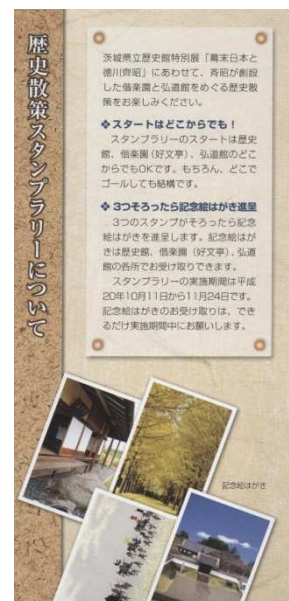 歴史散策スタンプラリーについて
茨城県立歴史館特別展「幕末日本と
徳川斉昭」にあわせて、斉昭が創設
した偕楽園と弘道館をめぐる歴史散
策をお楽しみください。
❖スタートはどこからでも！
スタンプラリーのスタートは歴史
館、偕楽園（好文亭）、弘道館のどこ
からでもOKです。もちろん、どこで
ゴールしても結構です。
❖3つそろったら記念絵はがき進呈
3つのスタンプがそろったら記念
絵はがきを進呈します。記念絵はが
きは歴史館、偕楽園（好文亭）、弘道
館の各所でお受け取りできます。
スタンプラリーの実施期間は平成
20年10月11日から11月24日です。
記念絵はがきのお受け取りは、でき
るだけ実施期間中にお願いします。
記念絵はがき